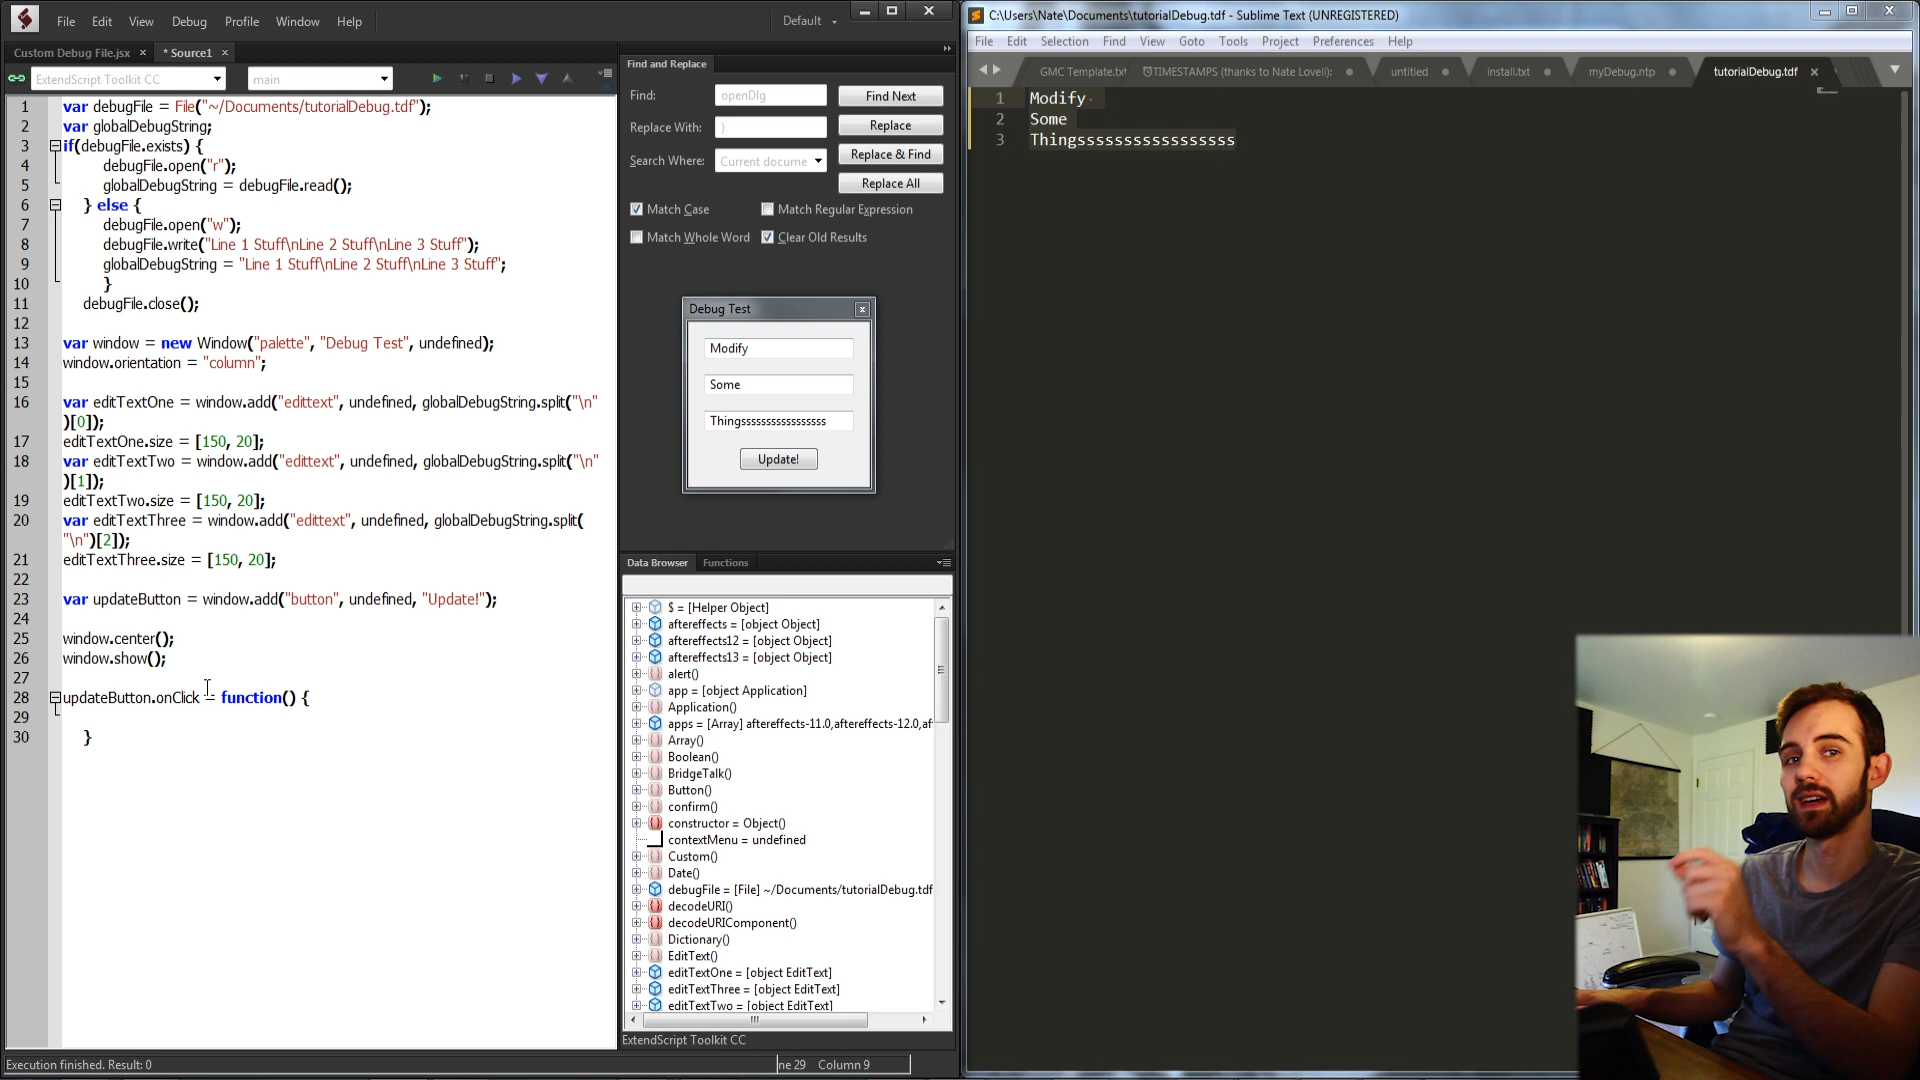 File Edit View Debug Profile Window Help
Default
Custom Debug File.jsx × * Source1 ×
ExtendScript Toolkit CC main
1 var debugFile = File("~/Documents/tutorialDebug.tdf");
2 var globalDebugString;
3 if(debugFile.exists) {
4 debugFile.open("r");
5 globalDebugString = debugFile.read();
6 } else {
7 debugFile.open("w");
8 debugFile.write("Line 1 Stuff\nLine 2 Stuff\nLine 3 Stuff");
9 globalDebugString = "Line 1 Stuff\nLine 2 Stuff\nLine 3 Stuff";
10 }
11 debugFile.close();
12
13 var window = new Window("palette", "Debug Test", undefined);
14 window.orientation = "column";
15
16 var editTextOne = window.add("edittext", undefined, globalDebugString.split("\n"
)[0]);
17 editTextOne.size = [150, 20];
18 var editTextTwo = window.add("edittext", undefined, globalDebugString.split("\n"
)[1]);
19 editTextTwo.size = [150, 20];
20 var editTextThree = window.add("edittext", undefined, globalDebugString.split(
"\n")[2]);
21 editTextThree.size = [150, 20];
22
23 var updateButton = window.add("button", undefined, "Update!");
24
25 window.center();
26 window.show();
27
28 updateButton.onClick = function() {
29
30 }
Execution finished. Result: 0
ne 29 Column 9
Find and Replace
Find: openDlg Find Next
Replace With: ) Replace
Search Where: Current docume Replace & Find
Replace All
Match Case Match Regular Expression
Match Whole Word Clear Old Results
Debug Test
Modify
Some
Thingsssssssssssssssss
Update!
Data Browser Functions
$ = [Helper Object]
aftereffects = [object Object]
aftereffects12 = [object Object]
aftereffects13 = [object Object]
alert()
app = [object Application]
Application()
apps = [Array] aftereffects-11.0,aftereffects-12.0,af
Array()
Boolean()
BridgeTalk()
Button()
confirm()
constructor = Object()
contextMenu = undefined
Custom()
Date()
debugFile = [File] ~/Documents/tutorialDebug.tdf
decodeURI()
decodeURIComponent()
Dictionary()
EditText()
editTextOne = [object EditText]
editTextThree = [object EditText]
editTextTwo = [object EditText]
ExtendScript Toolkit CC
C:\Users\Nate\Documents\tutorialDebug.tdf - Sublime Text (UNREGISTERED)
File Edit Selection Find View Goto Tools Project Preferences Help
GMC Template.txt TIMESTAMPS (thanks to Nate Lovell): untitled install.txt myDebug.ntp tutorialDebug.tdf ×
1 Modify
2 Some
3 Thingsssssssssssssssss